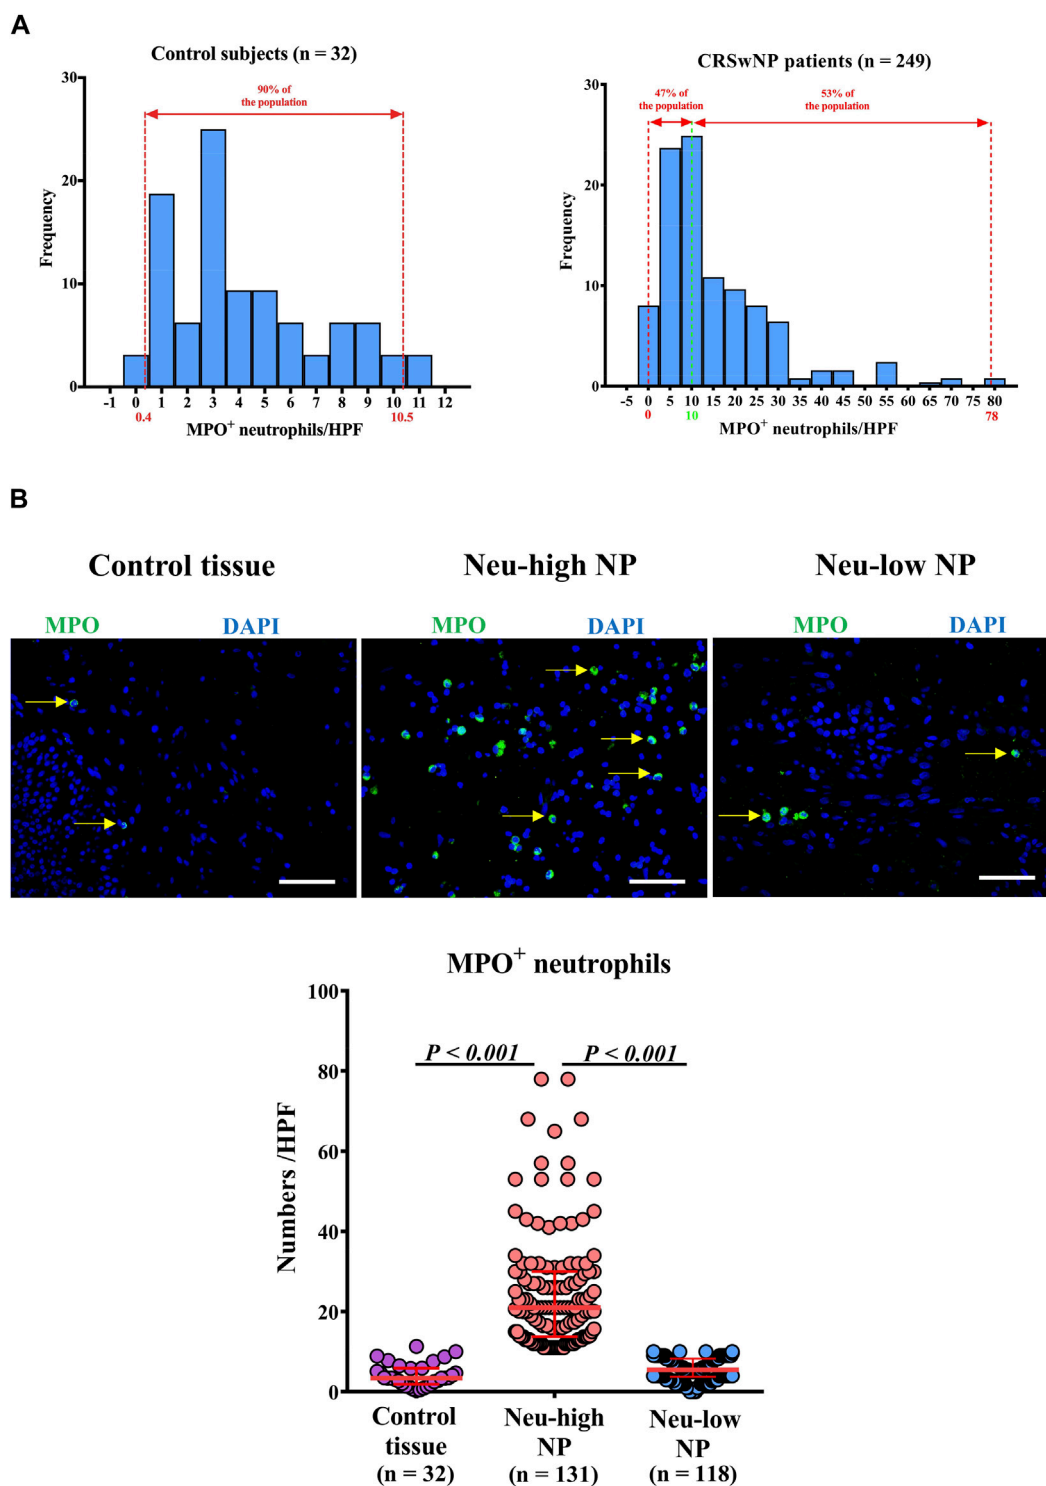 A
Control subjects (n = 32)
90% of
the population
30
20
10
0
Frequency
-1 0 1 2 3 4 5 6 7 8 9 10 11 12
0.4 10.5
MPO⁺ neutrophils/HPF
CRSwNP patients (n = 249)
47% of
the population
53% of
the population
30
20
10
0
Frequency
-5 0 5 10 15 20 25 30 35 40 45 50 55 60 65 70 75 80
0 10 78
MPO⁺ neutrophils/HPF
B
Control tissue
Neu-high NP
Neu-low NP
MPO DAPI
MPO DAPI
MPO DAPI
MPO⁺ neutrophils
100
80
60
40
20
0
Numbers /HPF
P < 0.001
P < 0.001
Control
tissue
(n = 32)
Neu-high
NP
(n = 131)
Neu-low
NP
(n = 118)